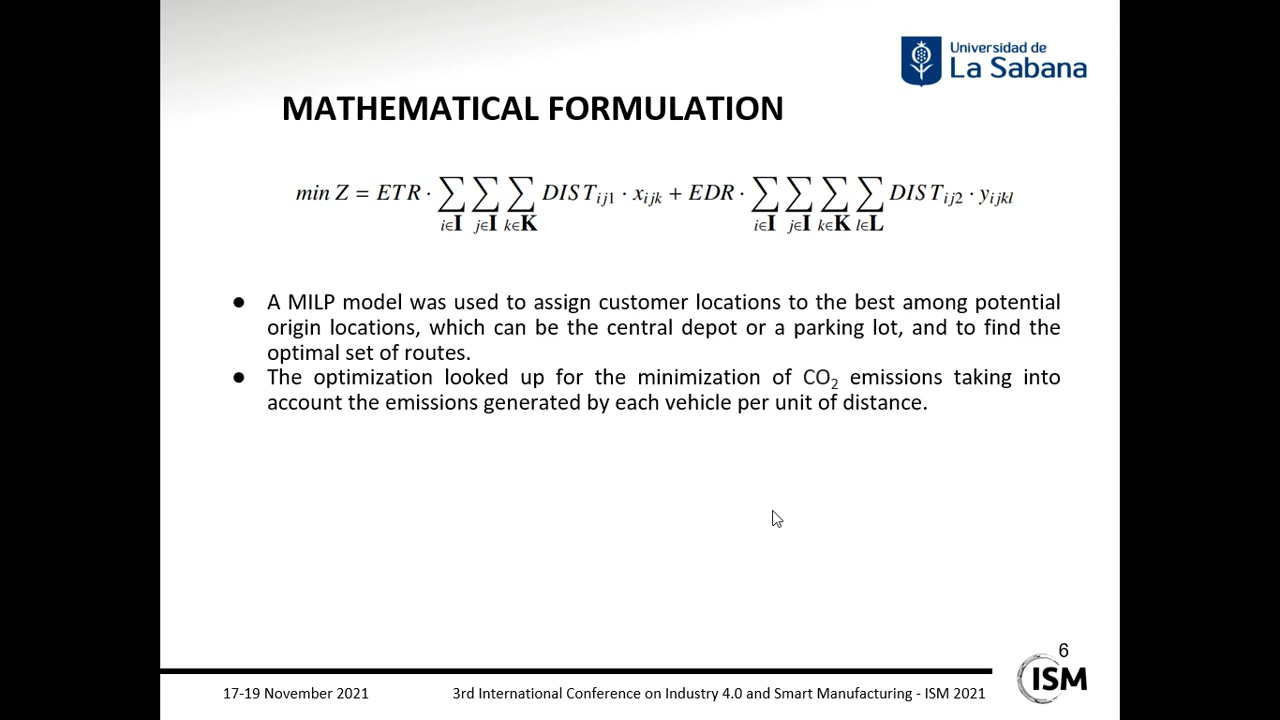 Universidad de
La Sabana
MATHEMATICAL FORMULATION
min Z = ETR · ∑ ∑ ∑ DIST_{ij1} · x_{ijk} + EDR · ∑ ∑ ∑ ∑ DIST_{ij2} · y_{ijkl}
i∈I j∈I k∈K i∈I j∈I k∈K l∈L
● A MILP model was used to assign customer locations to the best among potential
origin locations, which can be the central depot or a parking lot, and to find the
optimal set of routes.
● The optimization looked up for the minimization of CO₂ emissions taking into
account the emissions generated by each vehicle per unit of distance.
6
17-19 November 2021
3rd International Conference on Industry 4.0 and Smart Manufacturing - ISM 2021
ISM